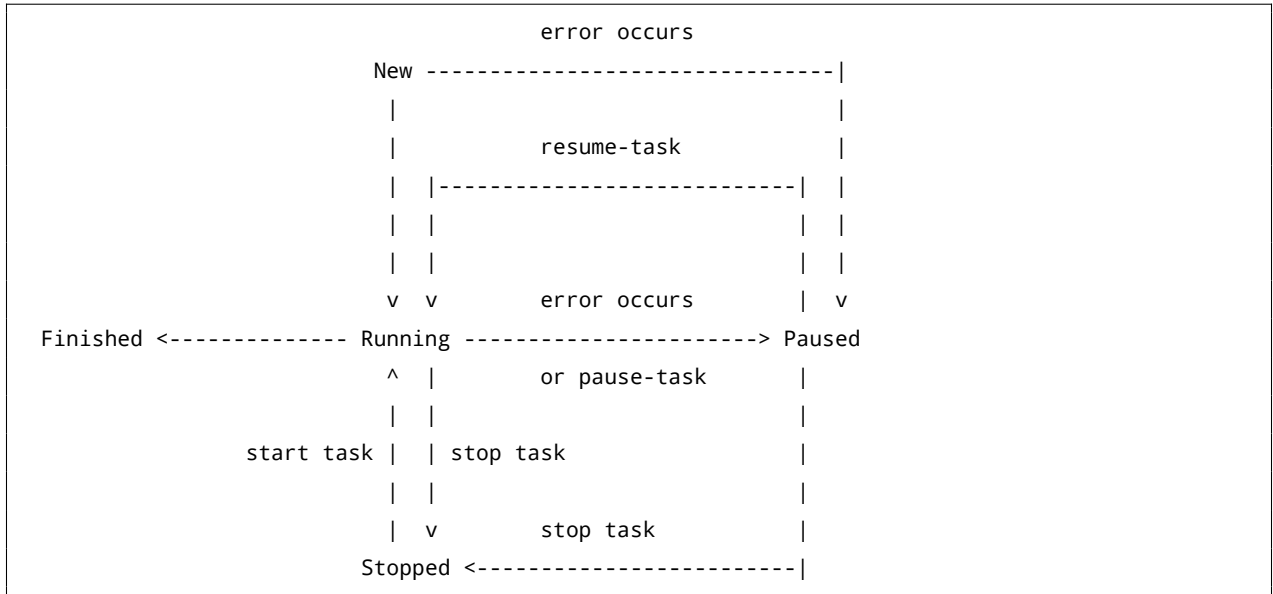 error occurs
New --------------------------------|
| |
| resume-task |
| |----------------------------| |
| | | |
| | | |
v v error occurs | v
Finished <-------------- Running -----------------------> Paused
^ | or pause-task |
| | |
start task | | stop task |
| | |
| v stop task |
Stopped <-------------------------|